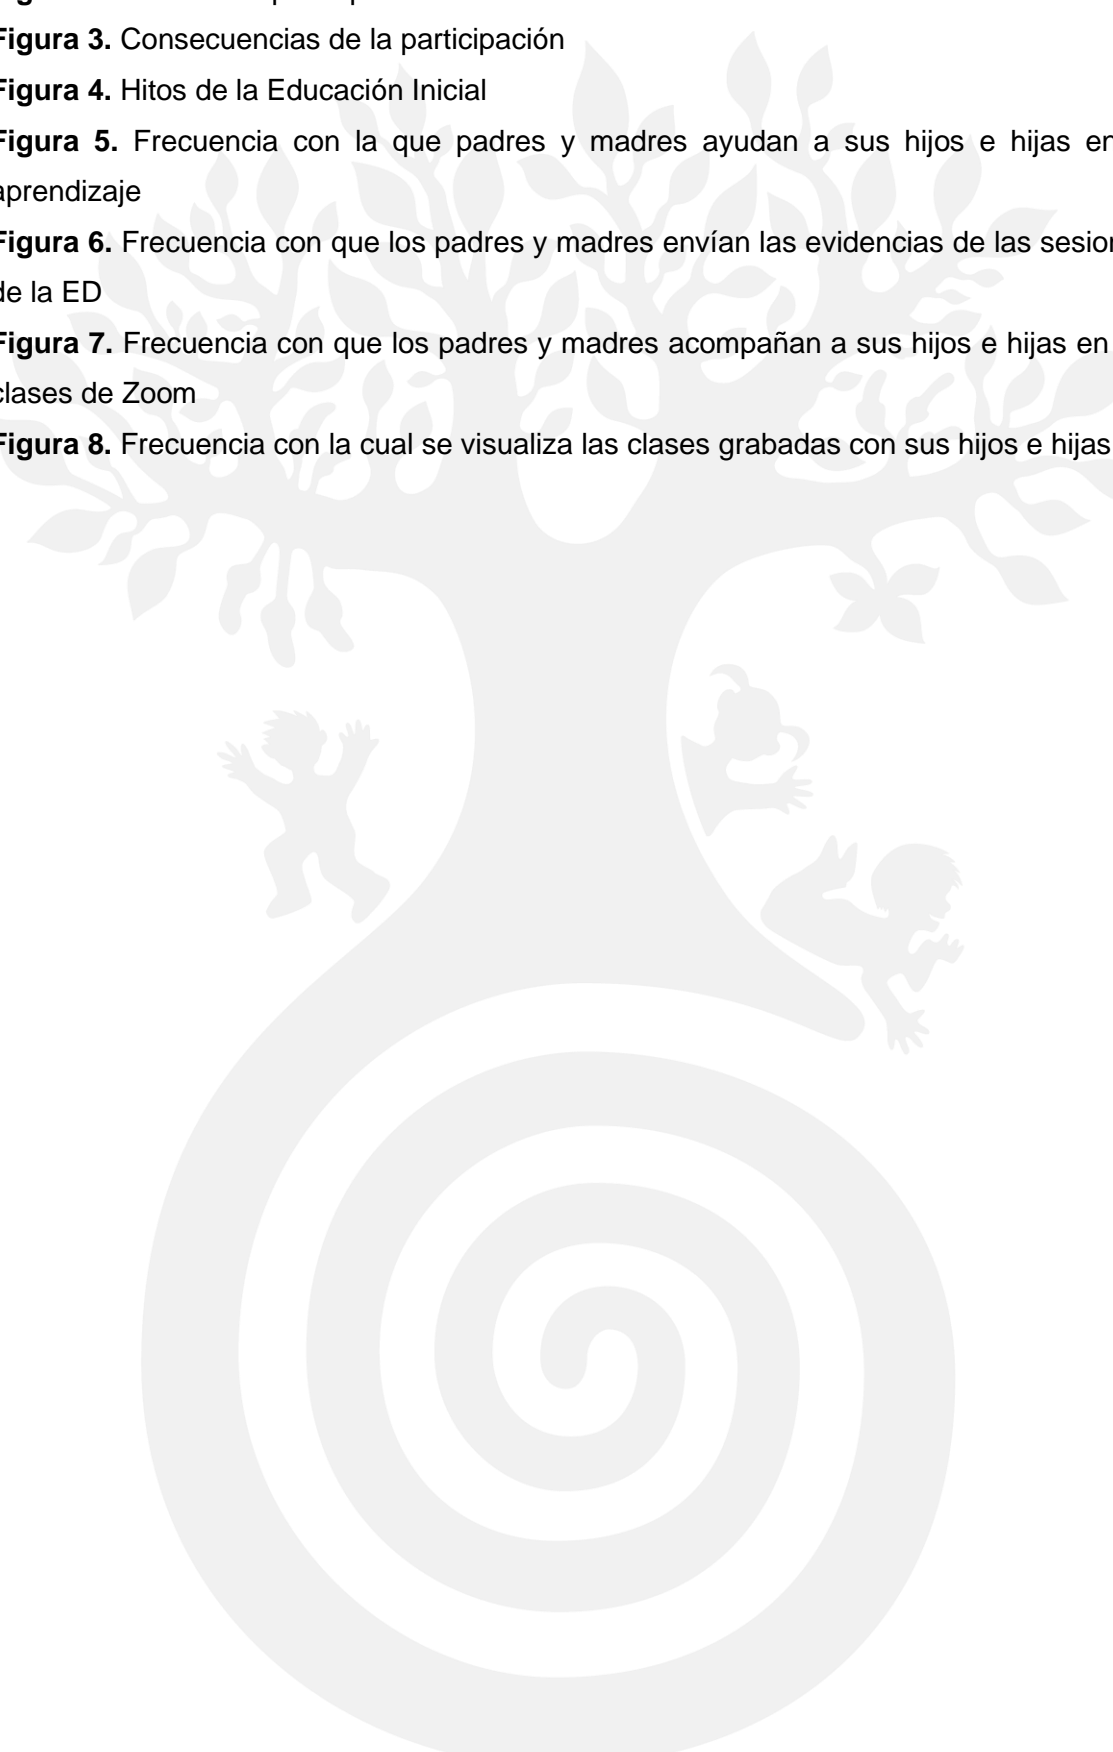 Figura 3. Consecuencias de la participación
Figura 4. Hitos de la Educación Inicial
Figura 5. Frecuencia con la que padres y madres ayudan a sus hijos e hijas en
aprendizaje
Figura 6. Frecuencia con que los padres y madres envían las evidencias de las
de la ED
Figura 7. Frecuencia con que los padres y madres acompañan a sus hijos e hijas en
clases de Zoom
Figura 8. Frecuencia con la cual se visualiza las clases grabadas con sus hijos e hijas